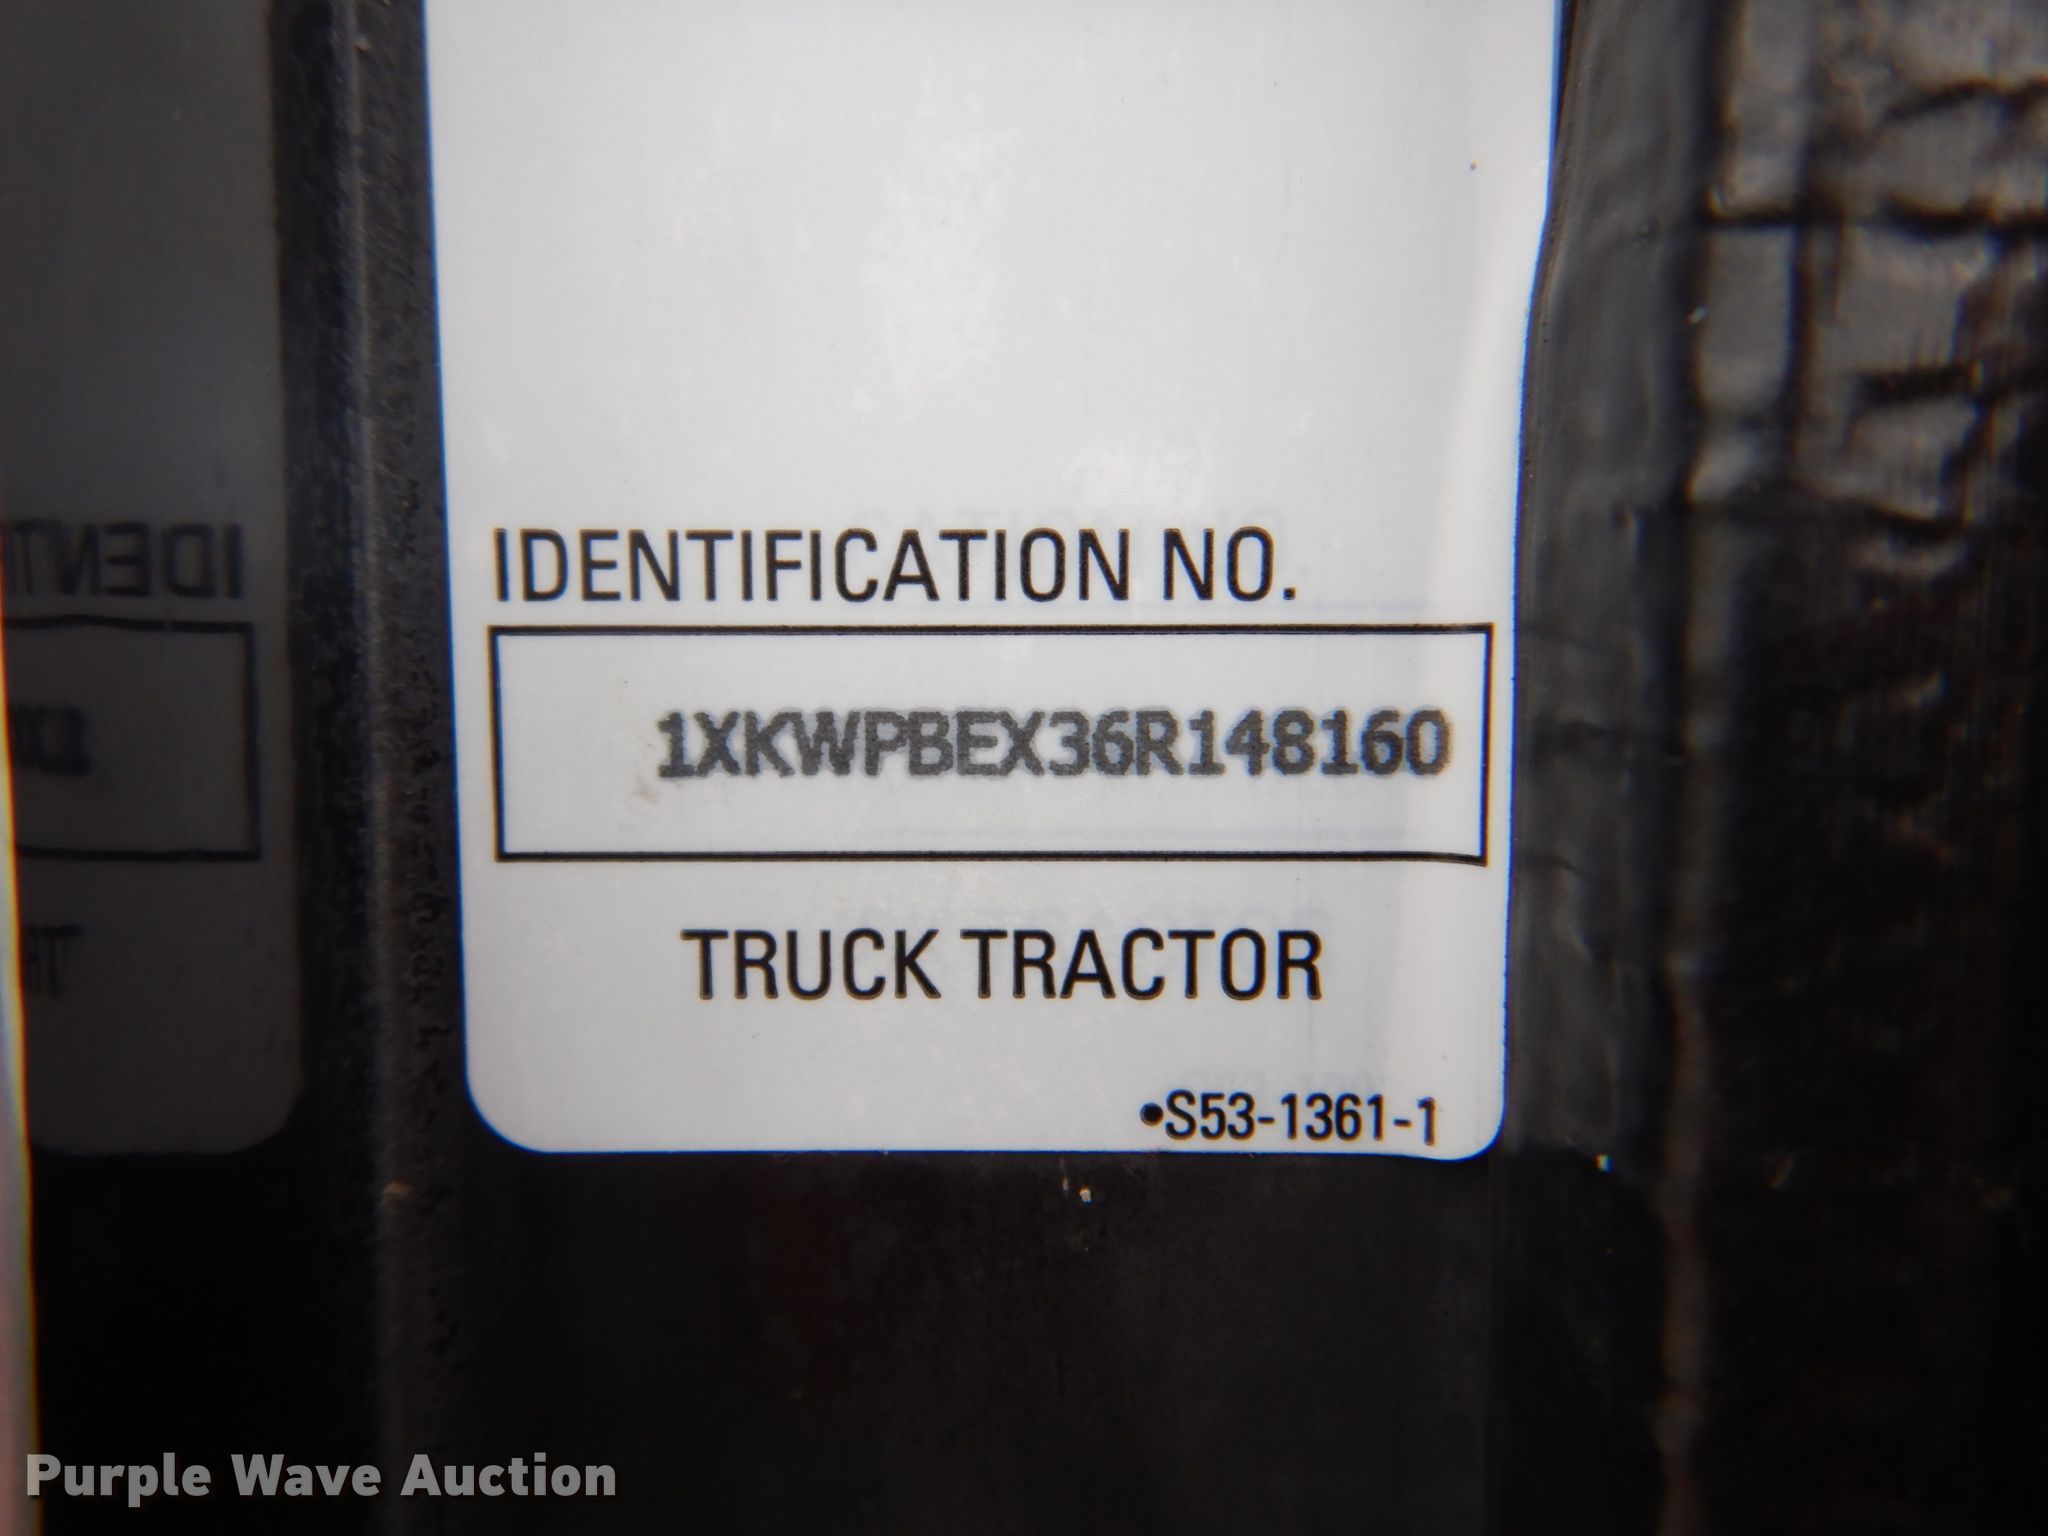 IDENTIFICATION NO.
1XKWPBEX36R148160
TRUCK TRACTOR
•S53-1361-1
Purple Wave Auction